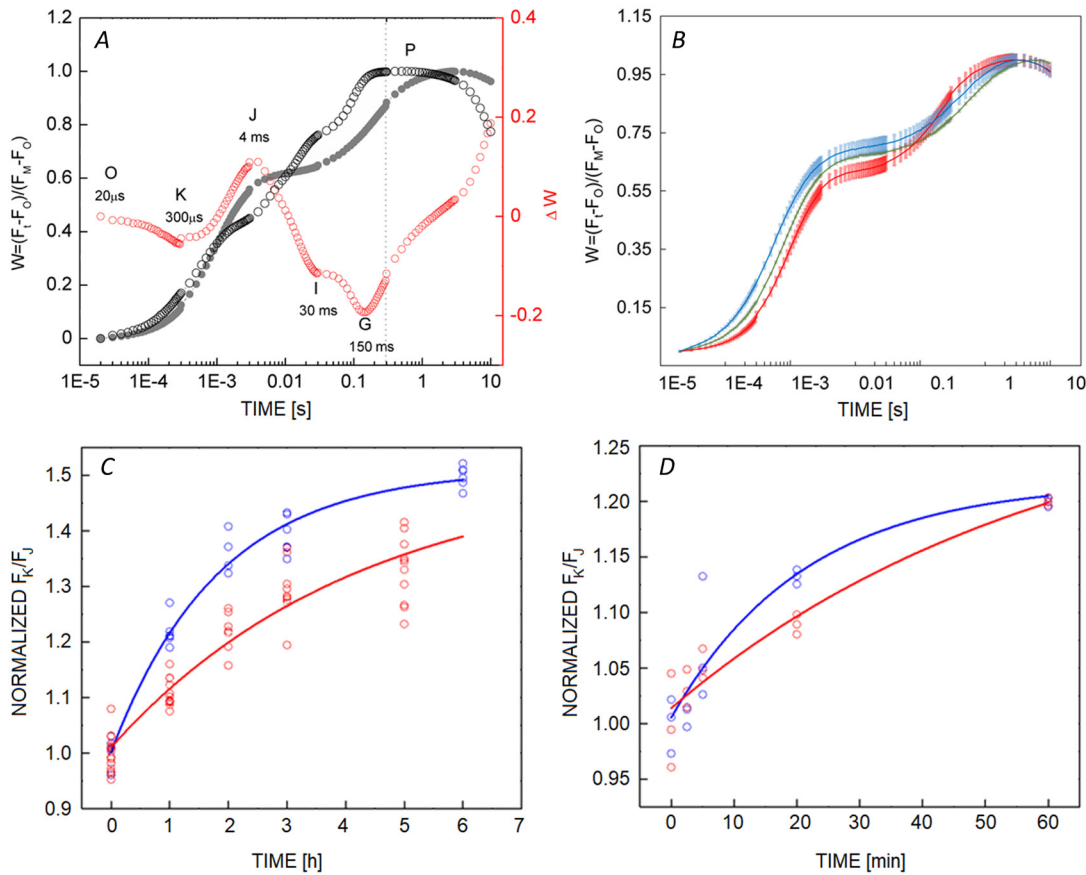 A
1.2
1.0
0.8
0.6
0.4
0.2
0
W=(Ft-FO)/(FM-FO)
O
20µs
K
300µs
J
4 ms
I
30 ms
G
150 ms
P
0.4
0.2
0
-0.2
Δ W
1E-5 1E-4 1E-3 0.01 0.1 1 10
TIME [s]
B
1.15
0.95
0.75
0.55
0.35
0.15
W=(Ft-FO)/(FM-FO)
1E-5 1E-4 1E-3 0.01 0.1 1 10
TIME [s]
C
1.5
1.4
1.3
1.2
1.1
1.0
0.9
NORMALIZED FK/FJ
0 1 2 3 4 5 6 7
TIME [h]
D
1.25
1.20
1.15
1.10
1.05
1.00
0.95
NORMALIZED FK/FJ
0 10 20 30 40 50 60
TIME [min]